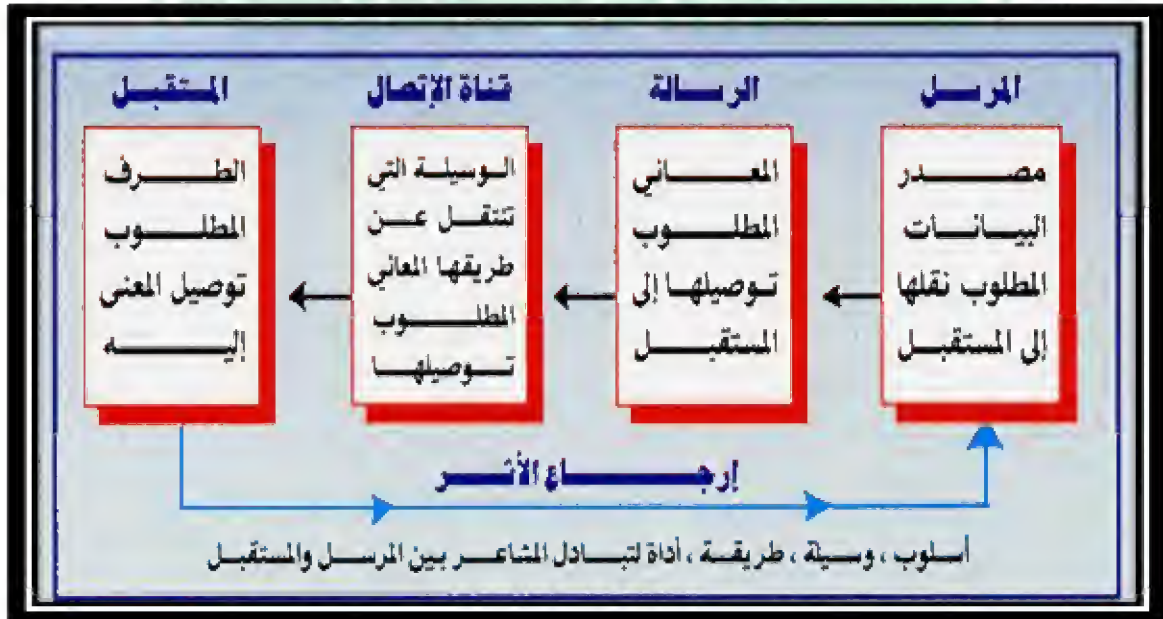 المرسل
مصدر
البيانات
المطلوب نقلها
إلى المستقبل
الرسالة
المعاني
المطلوب
توصيلها إلى
المستقبل
قناة الإتصال
الوسيلة التي
تنتقل عن
طريقها المعاني
المطلوب
توصيلها
المستقبل
الطرف
المطلوب
توصيل المعنى
إليه
إرجاع الأثر
أسلوب ، وسيلة ، طريقة ، أداة لتبادل المشاعر بين المرسل والمستقبل